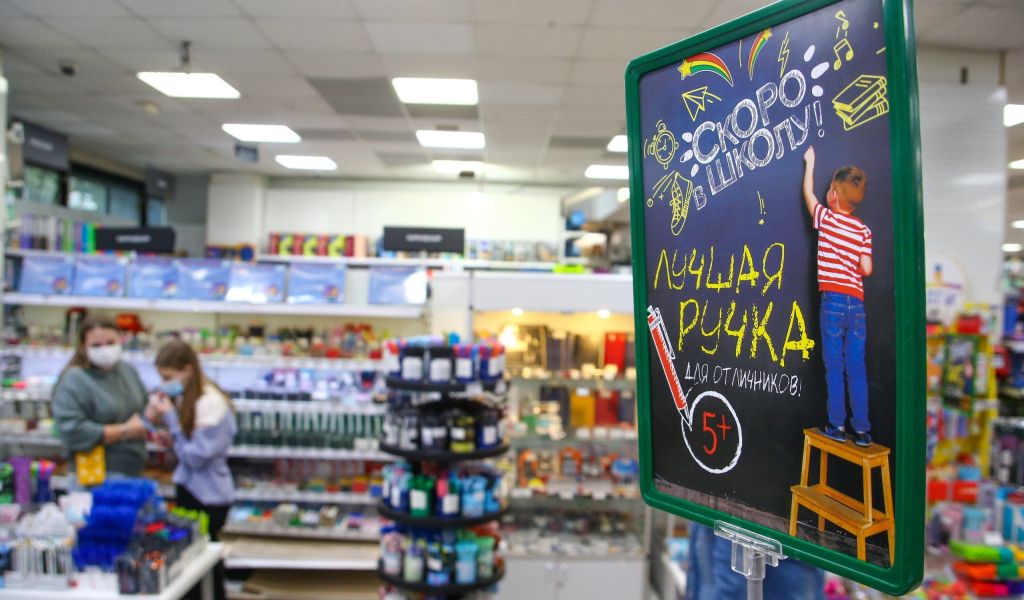 СКОРО
В ШКОЛУ!
ЛУЧШАЯ
РУЧКА
ДЛЯ ОТЛИЧНИКОВ!
5+